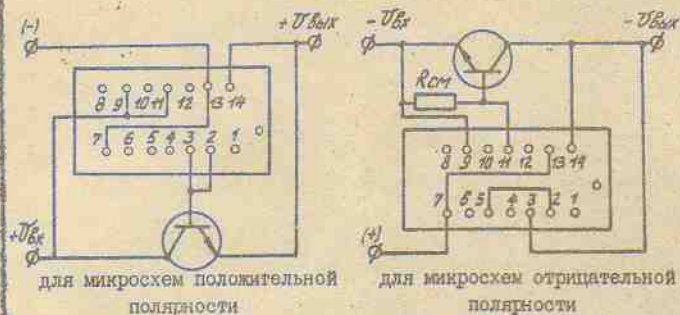 (-)
+Uвых
8 9 10 11 12 13 14
7 6 5 4 3 2 1
+Uвх
для микросхем положительной
полярности
-Uвх
-Uвых
Rсм
8 9 10 11 12 13 14
7 6 5 4 3 2 1
(+)
для микросхем отрицательной
полярности